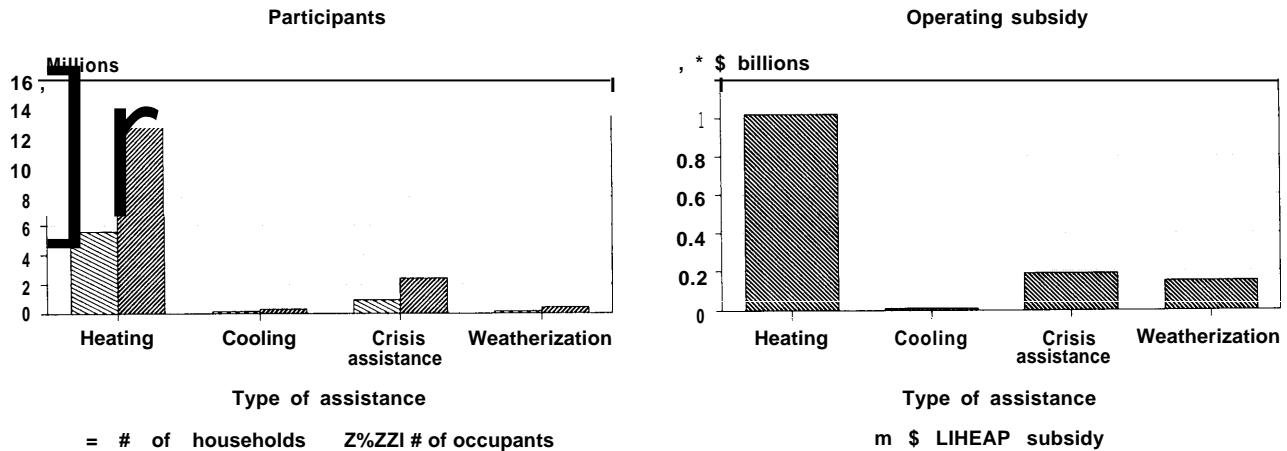 Participants
Millions
16
14
12
10
8
6
4
2
0
Heating
Cooling
Crisis
assistance
Weatherization
Type of assistance
= # of households Z%ZZI # of occupants
Operating subsidy
, * $ billions
1
0.8
0.6
0.4
0.2
0
Heating
Cooling
Crisis
assistance
Weatherization
Type of assistance
m $ LIHEAP subsidy